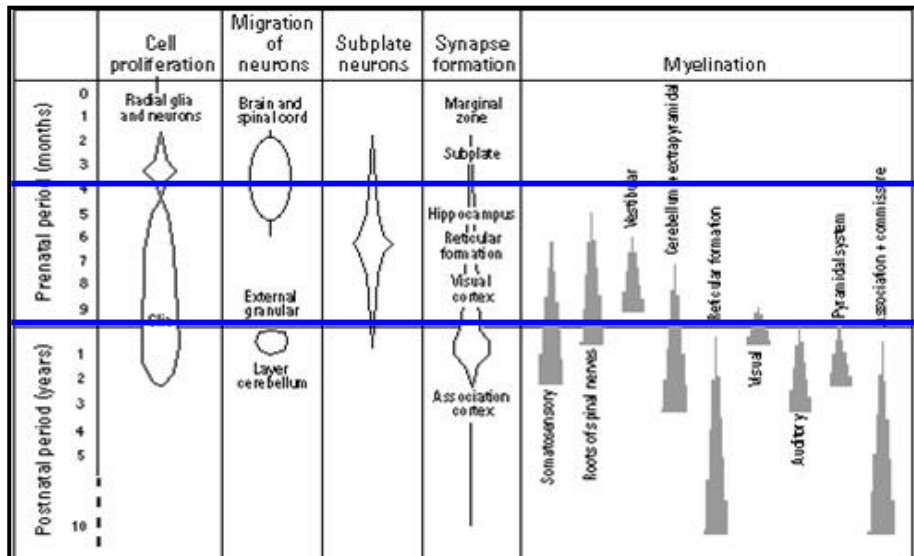 Cell
proliferation
Migration
of
neurons
Subplate
neurons
Synapse
formation
Myelination
Prenatal period (months)
0
1
2
3
4
5
6
7
8
9
Postnatal period (years)
1
2
3
4
5
10
Radial glia
and neurons
Glia
Brain and
spinal cord
External
granular
Layer
cerebellum
Marginal
zone
Subplate
Hippocampus
Reticular
formation
Visual
cortex
Association
cortex
Somatosensory
Roots of spinal nerves
Vestibular
Cerebellum + extrapyramidal
Reticular formation
Visual
Auditory
Pyramidal system
Association + commissure